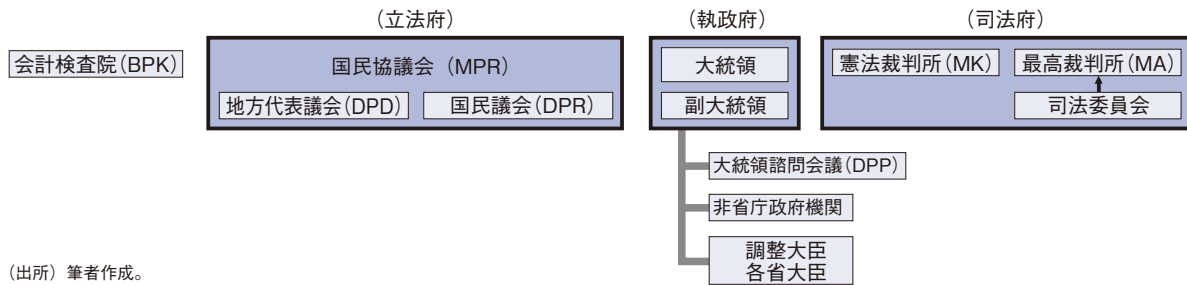 （立法府）
（執政府）
（司法府）
会計検査院（BPK）
国民協議会（MPR）
地方代表議会（DPD）
国民議会（DPR）
大統領
副大統領
憲法裁判所（MK）
最高裁判所（MA）
司法委員会
大統領諮問会議（DPP）
非省庁政府機関
調整大臣
各省大臣
（出所）筆者作成。